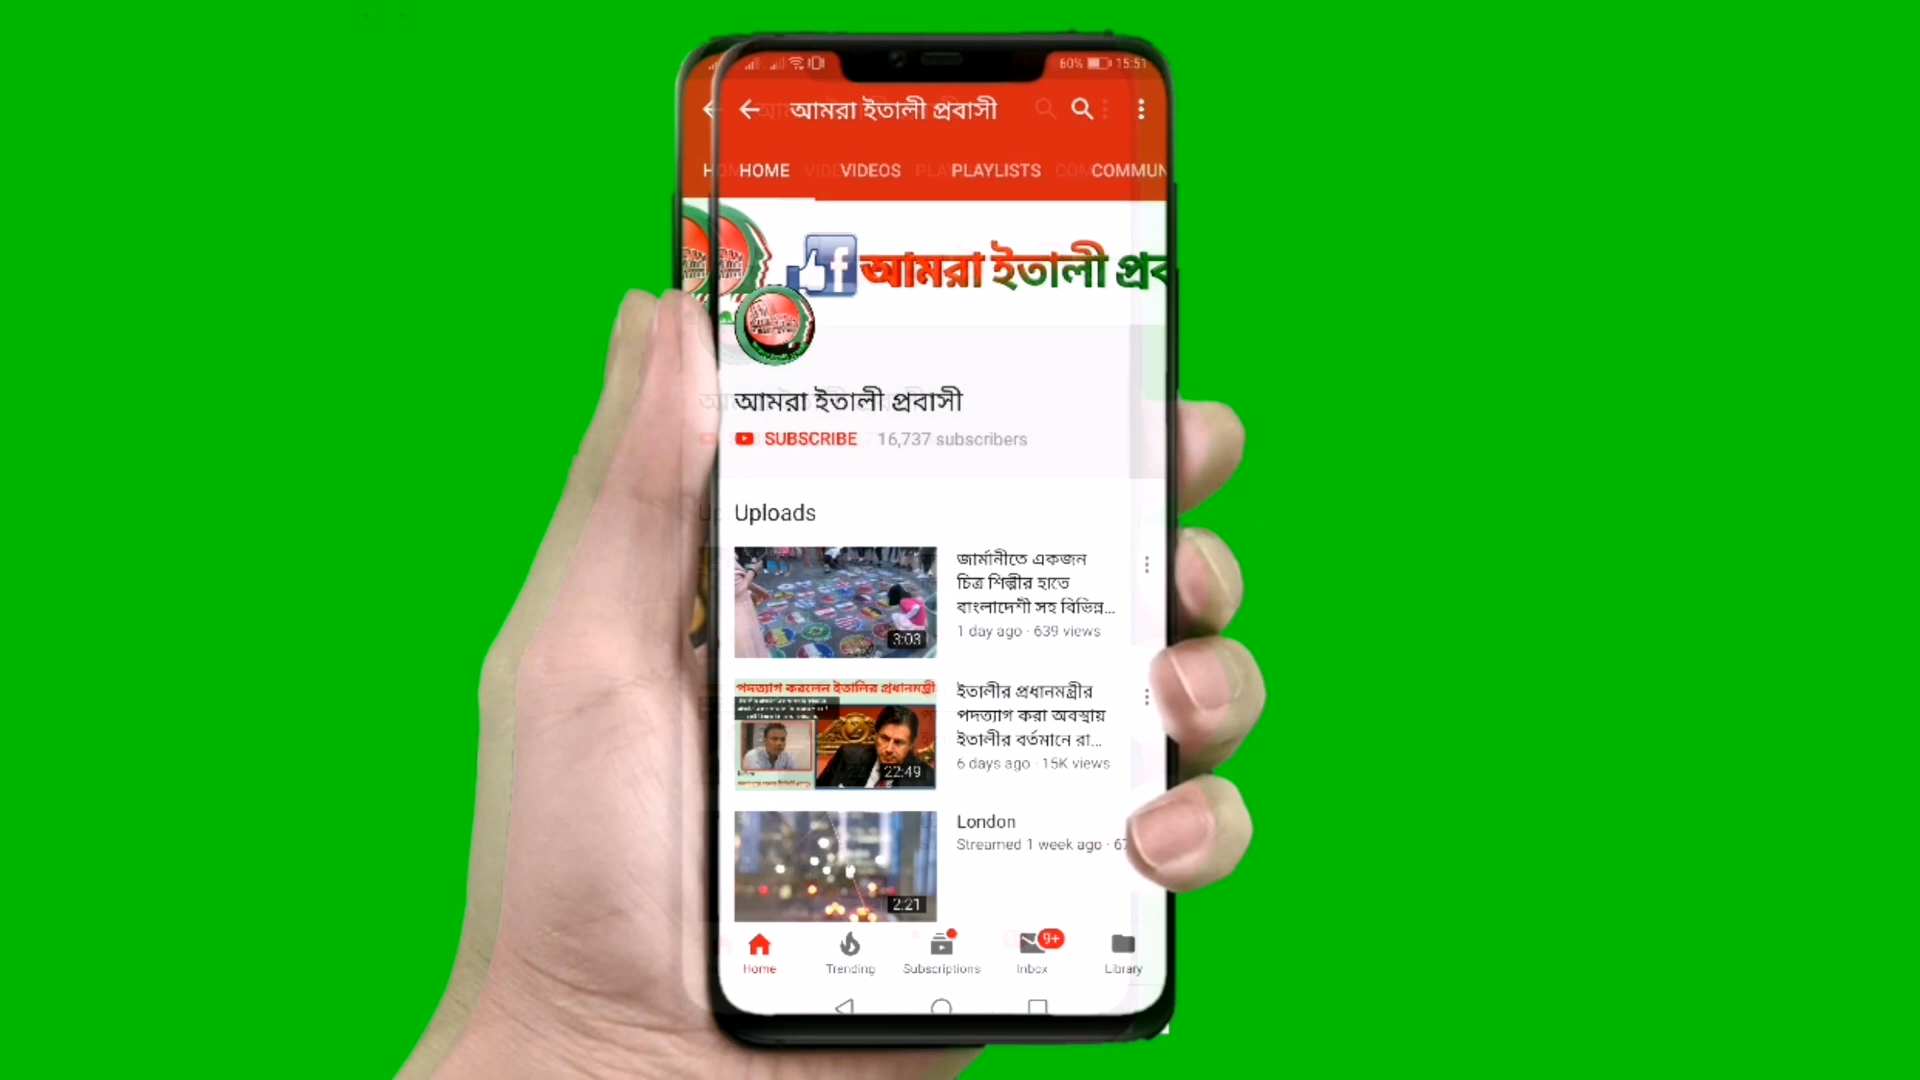 60% 15:51
আমরা ইতালী প্রবাসী
HOME VIDEOS PLAYLISTS COMMUN
আমরা ইতালী প্রব
আমরা ইতালী প্রবাসী
SUBSCRIBE 16,737 subscribers
Uploads
জার্মানীতে একজন
চিত্র শিল্পীর হাতে
বাংলাদেশী সহ বিভিন্ন...
1 day ago · 639 views
3:03
পদত্যাগ করলেন ইতালির প্রধানমন্ত্রী
ইতালীর প্রধানমন্ত্রীর
পদত্যাগ করা অবস্থায়
ইতালীর বর্তমানে রা...
6 days ago · 15K views
22:49
London
Streamed 1 week ago · 67
2:21
9+
Home Trending Subscriptions Inbox Library